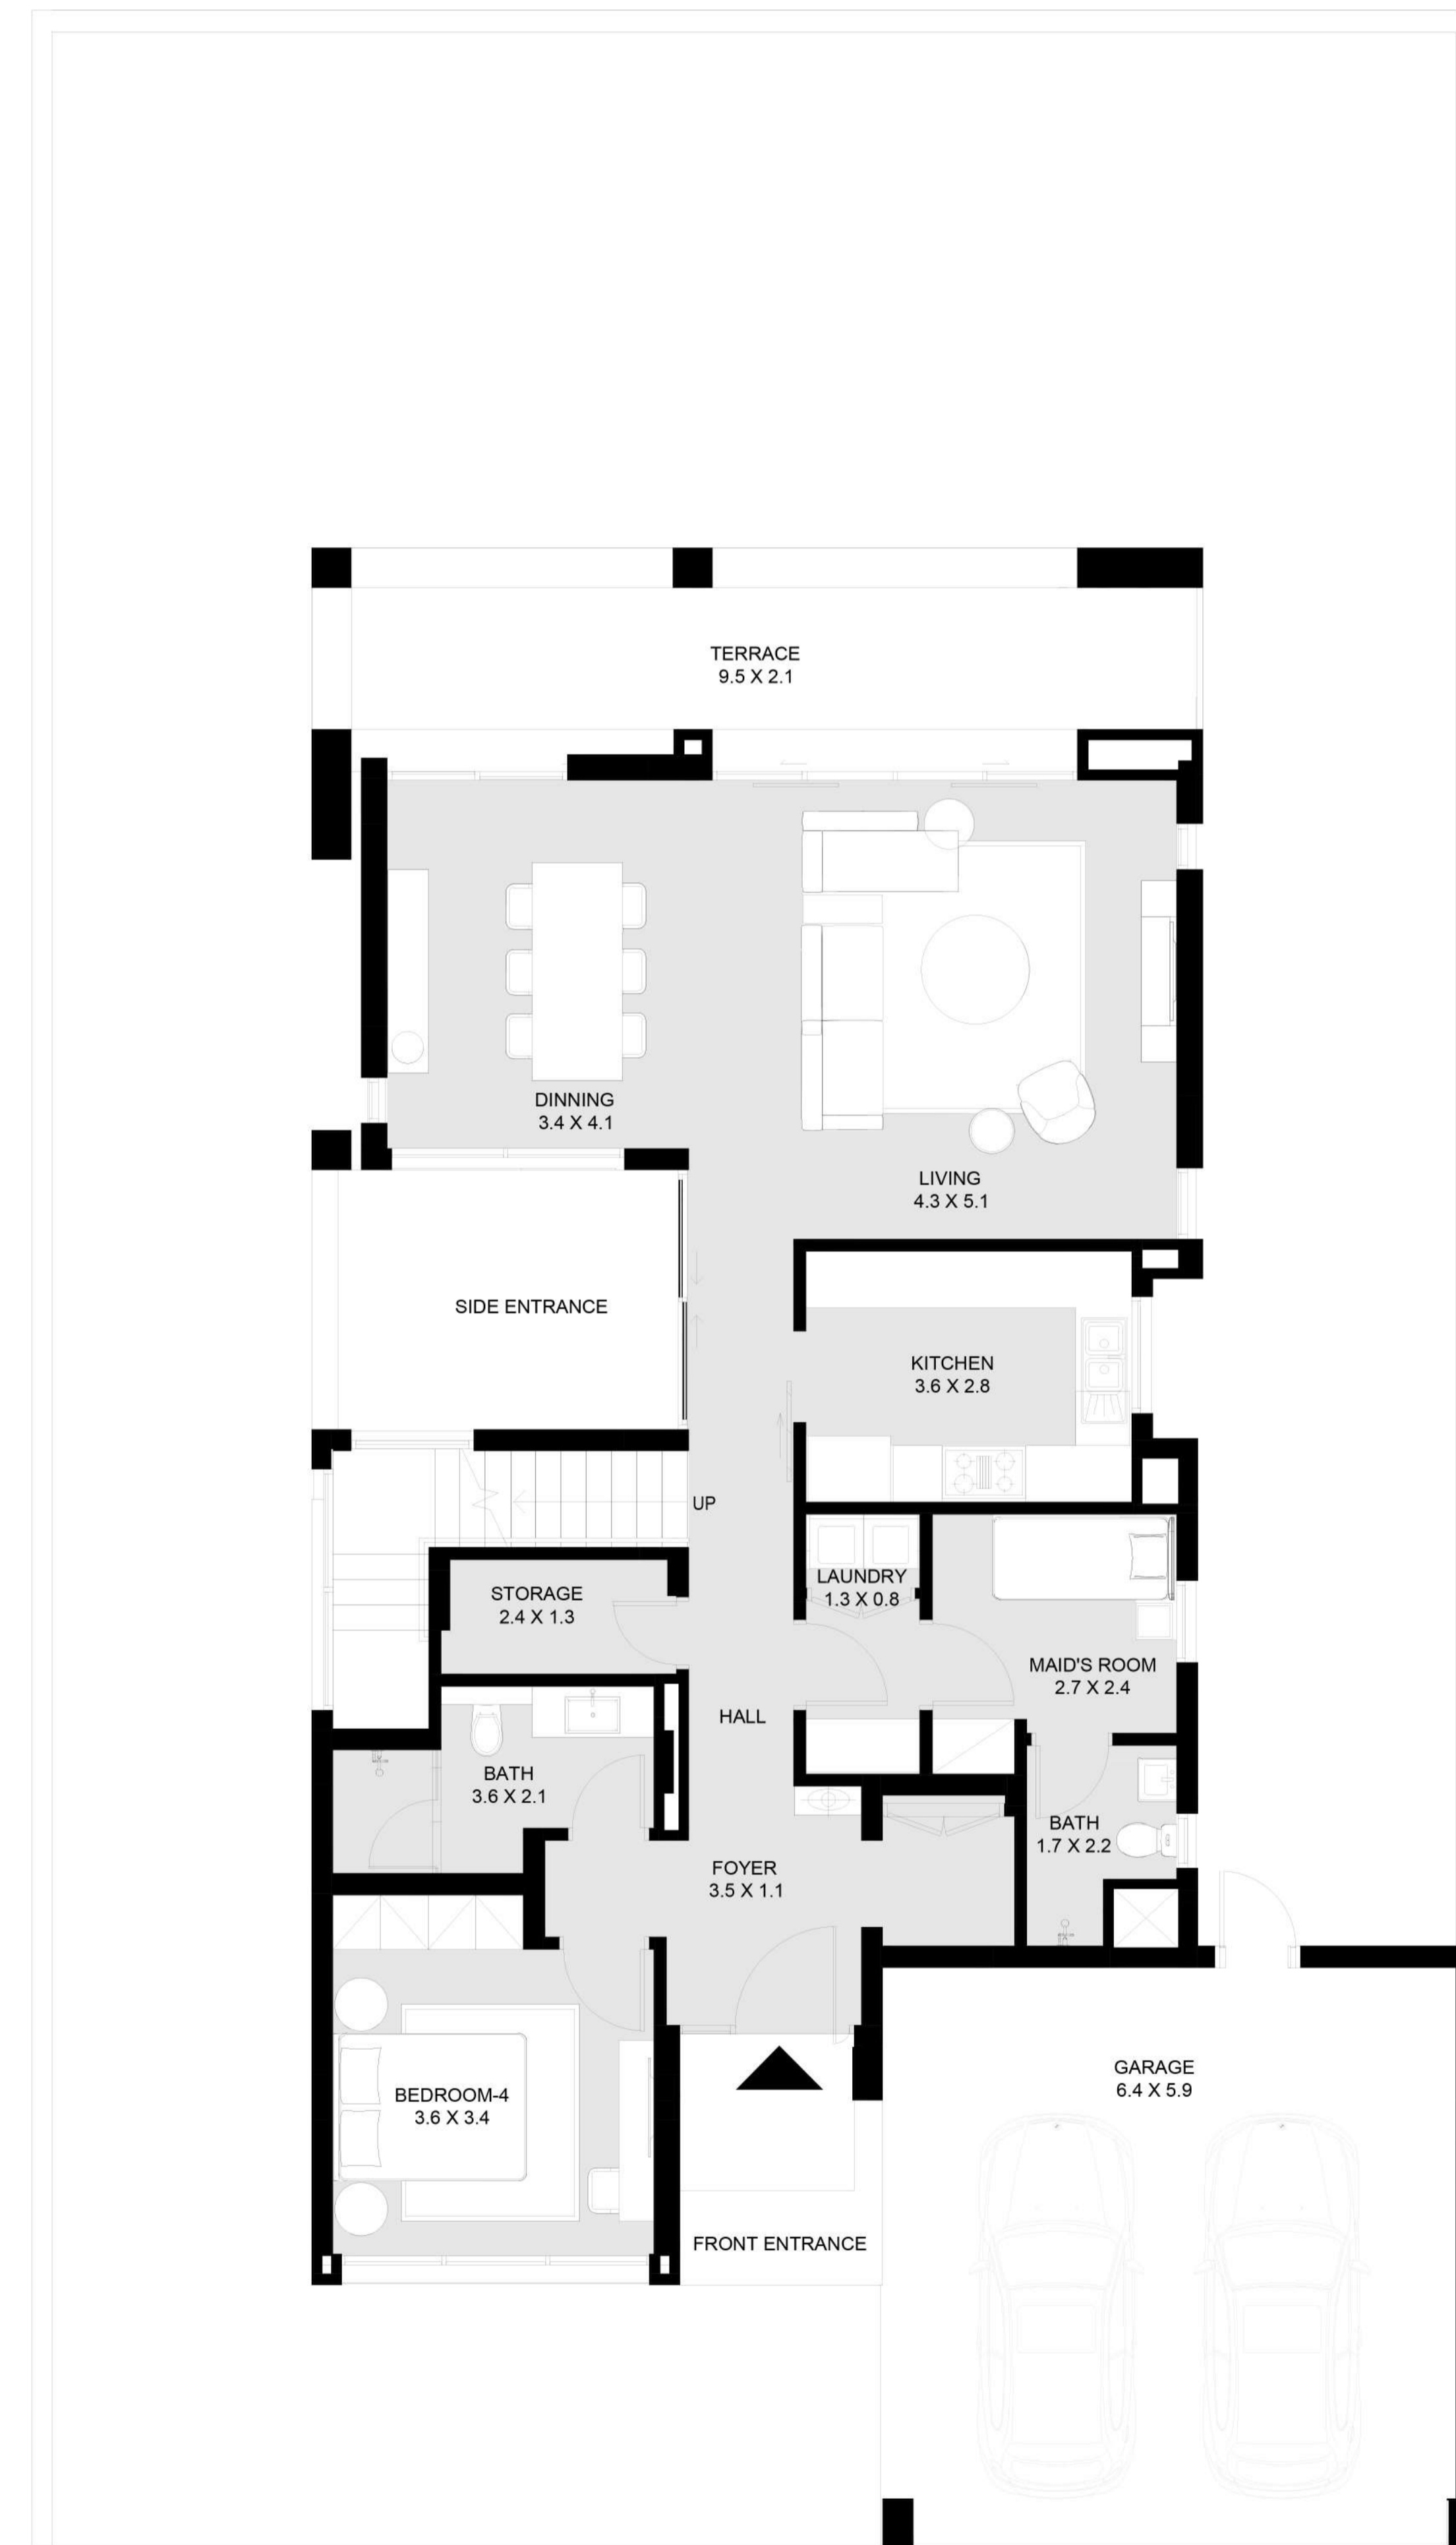 TERRACE
9.5 X 2.1
DINNING
3.4 X 4.1
LIVING
4.3 X 5.1
SIDE ENTRANCE
KITCHEN
3.6 X 2.8
UP
STORAGE
2.4 X 1.3
LAUNDRY
1.3 X 0.8
MAID'S ROOM
2.7 X 2.4
HALL
BATH
3.6 X 2.1
BATH
1.7 X 2.2
FOYER
3.5 X 1.1
GARAGE
6.4 X 5.9
BEDROOM-4
3.6 X 3.4
FRONT ENTRANCE